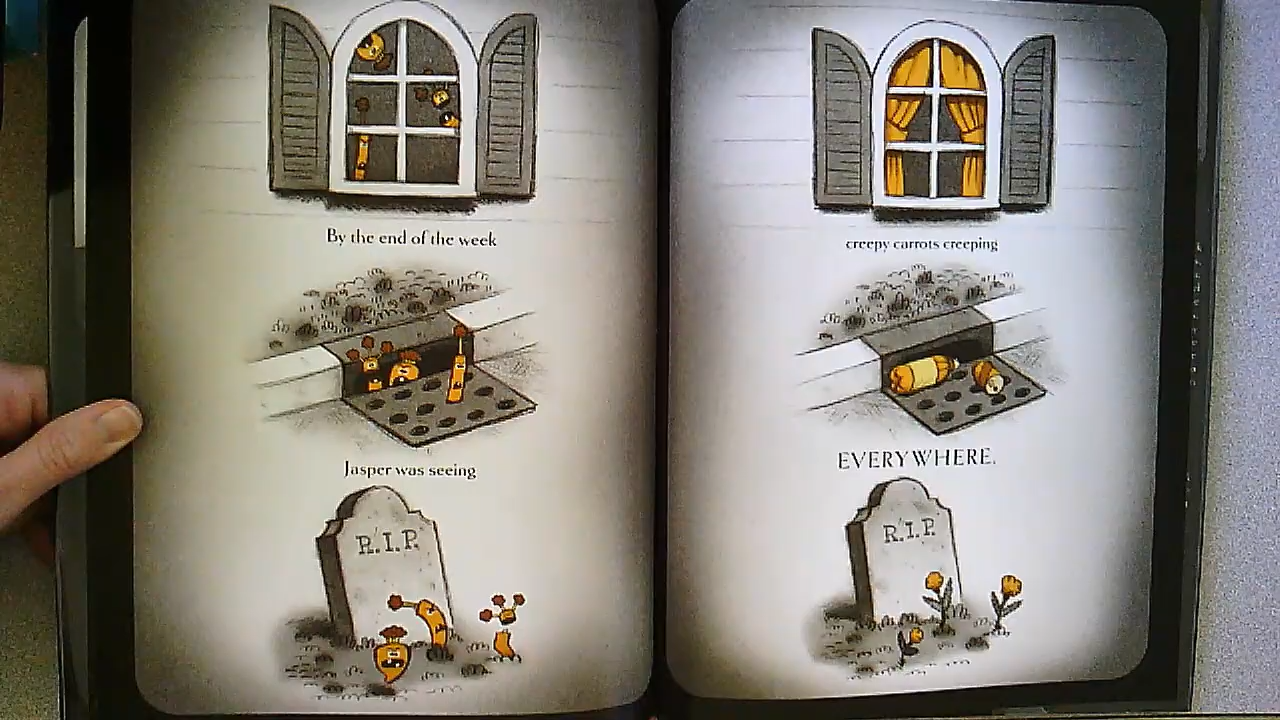 By the end of the week
Jasper was seeing
R.I.P.
creepy carrots creeping
EVERYWHERE.
R.I.P.